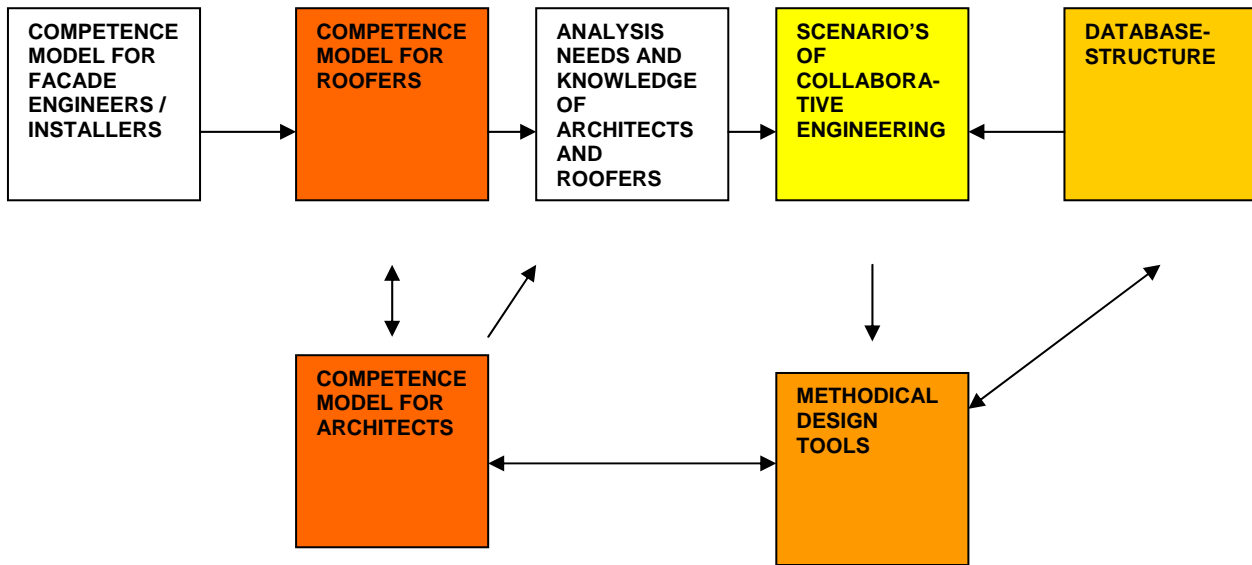 COMPETENCE
MODEL FOR
FACADE
ENGINEERS /
INSTALLERS
COMPETENCE
MODEL FOR
ROOFERS
ANALYSIS
NEEDS AND
KNOWLEDGE
OF
ARCHITECTS
AND
ROOFERS
SCENARIO’S
OF
COLLABORA-
TIVE
ENGINEERING
DATABASE-
STRUCTURE
COMPETENCE
MODEL FOR
ARCHITECTS
METHODICAL
DESIGN
TOOLS